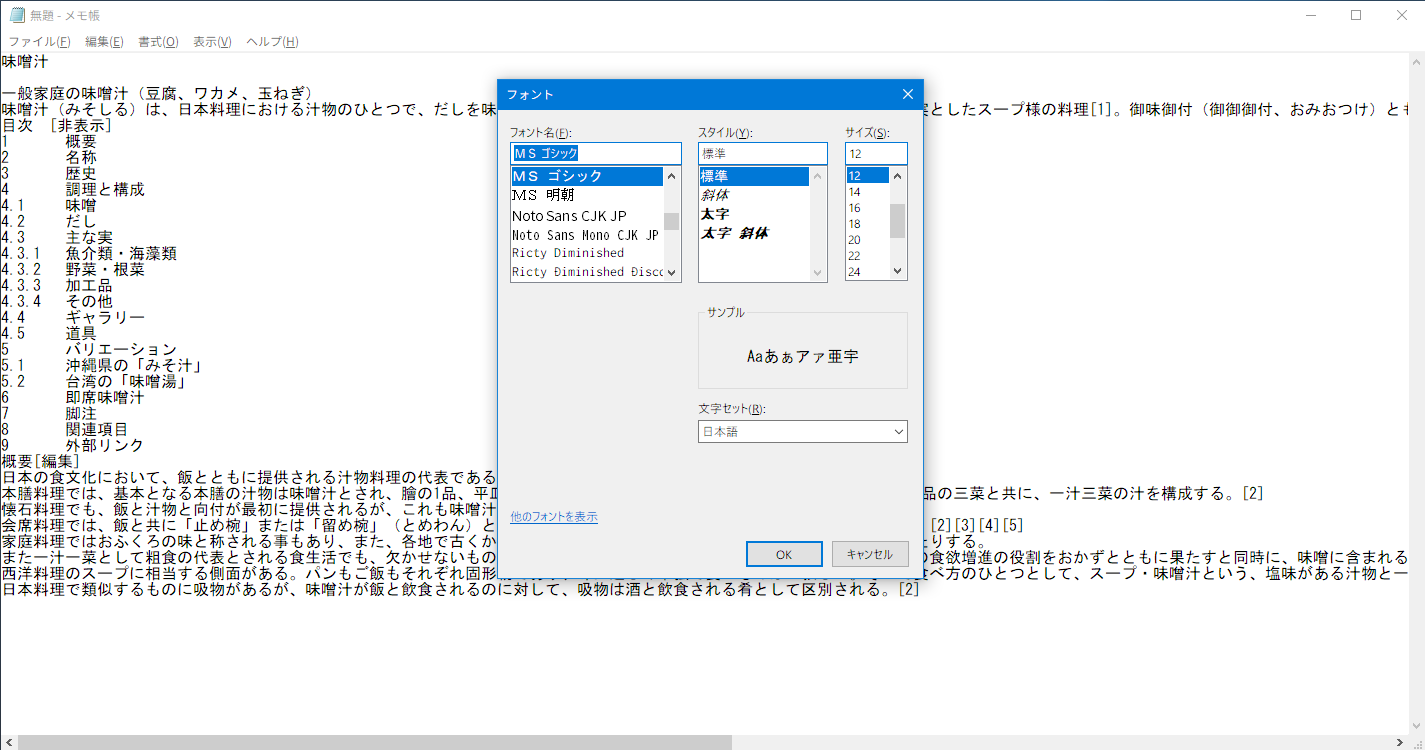 無題 - メモ帳
ファイル(F) 編集(E) 書式(O) 表示(V) ヘルプ(H)
味噌汁
一般家庭の味噌汁（豆腐、ワカメ、玉ねぎ）
味噌汁（みそしる）は、日本料理における汁物のひとつで、だしを味
実としたスープ様の料理[1]。御味御付（御御御付、おみおつけ）とも
目次 [非表示]
1 概要
2 名称
3 歴史
4 調理と構成
4.1 味噌
4.2 だし
4.3 主な実
4.3.1 魚介類・海藻類
4.3.2 野菜・根菜
4.3.3 加工品
4.3.4 その他
4.4 ギャラリー
4.5 道具
5 バリエーション
5.1 沖縄県の「みそ汁」
5.2 台湾の「味噌湯」
6 即席味噌汁
7 脚注
8 関連項目
9 外部リンク
概要[編集]
日本の食文化において、飯とともに提供される汁物料理の代表である
本膳料理では、基本となる本膳の汁物は味噌汁とされ、膾の1品、平皿
品の三菜と共に、一汁三菜の汁を構成する。[2]
懐石料理でも、飯と汁物と向付が最初に提供されるが、これも味噌汁
会席料理では、飯と共に「止め椀」または「留め椀」（とめわん）と
[2][3][4][5]
家庭料理ではおふくろの味と称される事もあり、また、各地で古くか
たりする。
また一汁一菜として粗食の代表とされる食生活でも、欠かせないもの
の食欲増進の役割をおかずとともに果たすと同時に、味噌に含まれる
西洋料理のスープに相当する側面がある。パンもご飯もそれぞれ固形
食べ方のひとつとして、スープ・味噌汁という、塩味がある汁物と一
日本料理で類似するものに吸物があるが、味噌汁が飯と飲食されるのに対して、吸物は酒と飲食される肴として区別される。[2]
フォント
フォント名(F):
ＭＳ ゴシック
ＭＳ ゴシック
ＭＳ 明朝
Noto Sans CJK JP
Noto Sans Mono CJK JP
Ricty Diminished
Ricty Diminished Disco
スタイル(Y):
標準
標準
斜体
太字
太字 斜体
サイズ(S):
12
12
14
16
18
20
22
24
サンプル
Aaあぁアァ亜宇
文字セット(R):
日本語
他のフォントを表示
OK キャンセル